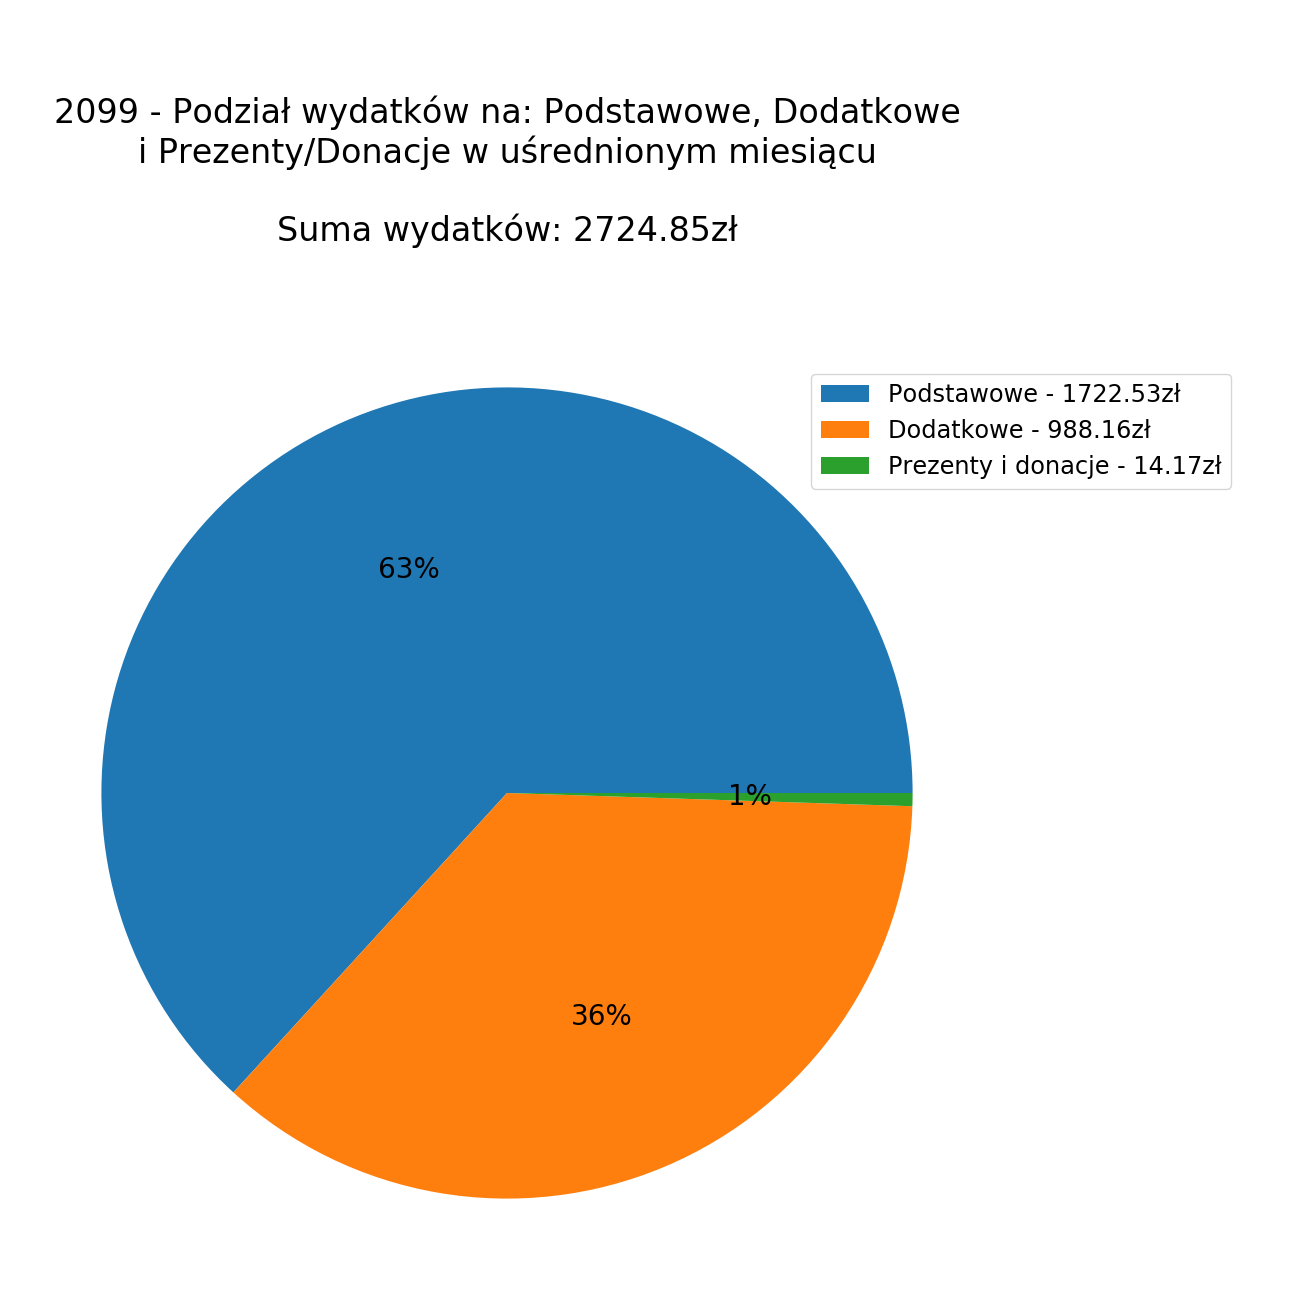 2099 - Podział wydatków na: Podstawowe, Dodatkowe
i Prezenty/Donacje w uśrednionym miesiącu
Suma wydatków: 2724.85zł
Podstawowe - 1722.53zł
Dodatkowe - 988.16zł
Prezenty i donacje - 14.17zł
63%
1%
36%